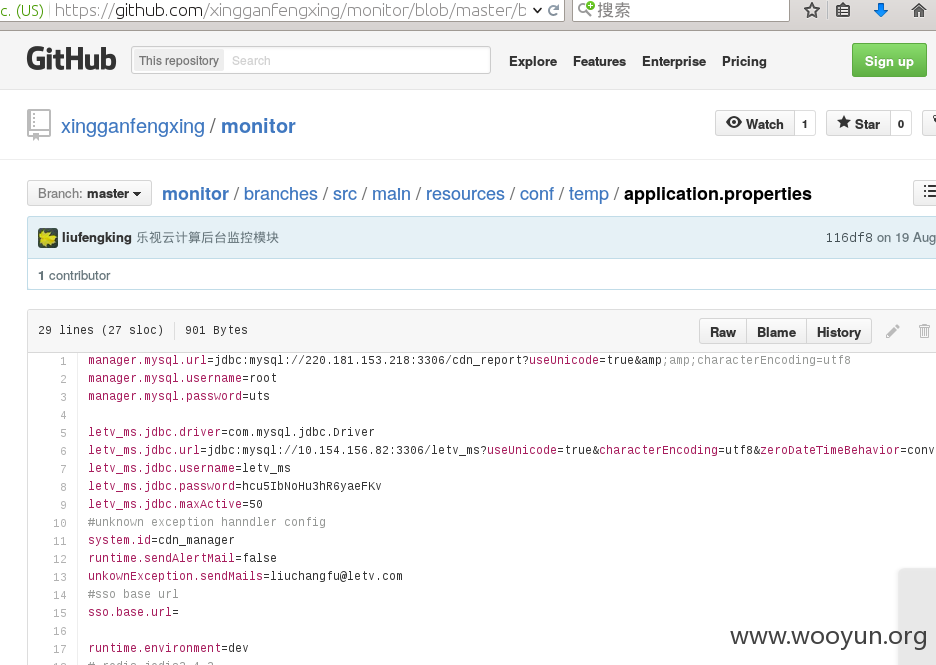 c. (US) https://github.com/xingganfengxing/monitor/blob/master/b 搜索
GitHub This repository Search Explore Features Enterprise Pricing Sign up
xingganfengxing / monitor Watch 1 Star 0
Branch: master monitor / branches / src / main / resources / conf / temp / application.properties
liufengking 乐视云计算后台监控模块 116df8 on 19 Aug
1 contributor
29 lines (27 sloc) 901 Bytes Raw Blame History
1 manager.mysql.url=jdbc:mysql://220.181.153.218:3306/cdn_report?useUnicode=true&amp;amp;characterEncoding=utf8
2 manager.mysql.username=root
3 manager.mysql.password=uts
4
5 letv_ms.jdbc.driver=com.mysql.jdbc.Driver
6 letv_ms.jdbc.url=jdbc:mysql://10.154.156.82:3306/letv_ms?useUnicode=true&characterEncoding=utf8&zeroDateTimeBehavior=conv
7 letv_ms.jdbc.username=letv_ms
8 letv_ms.jdbc.password=hcu5IbNoHu3hR6yaeFKv
9 letv_ms.jdbc.maxActive=50
10 #unknown exception hanndler config
11 system.id=cdn_manager
12 runtime.sendAlertMail=false
13 unkownException.sendMails=liuchangfu@letv.com
14 #sso base url
15 sso.base.url=
16
17 runtime.environment=dev
www.wooyun.org